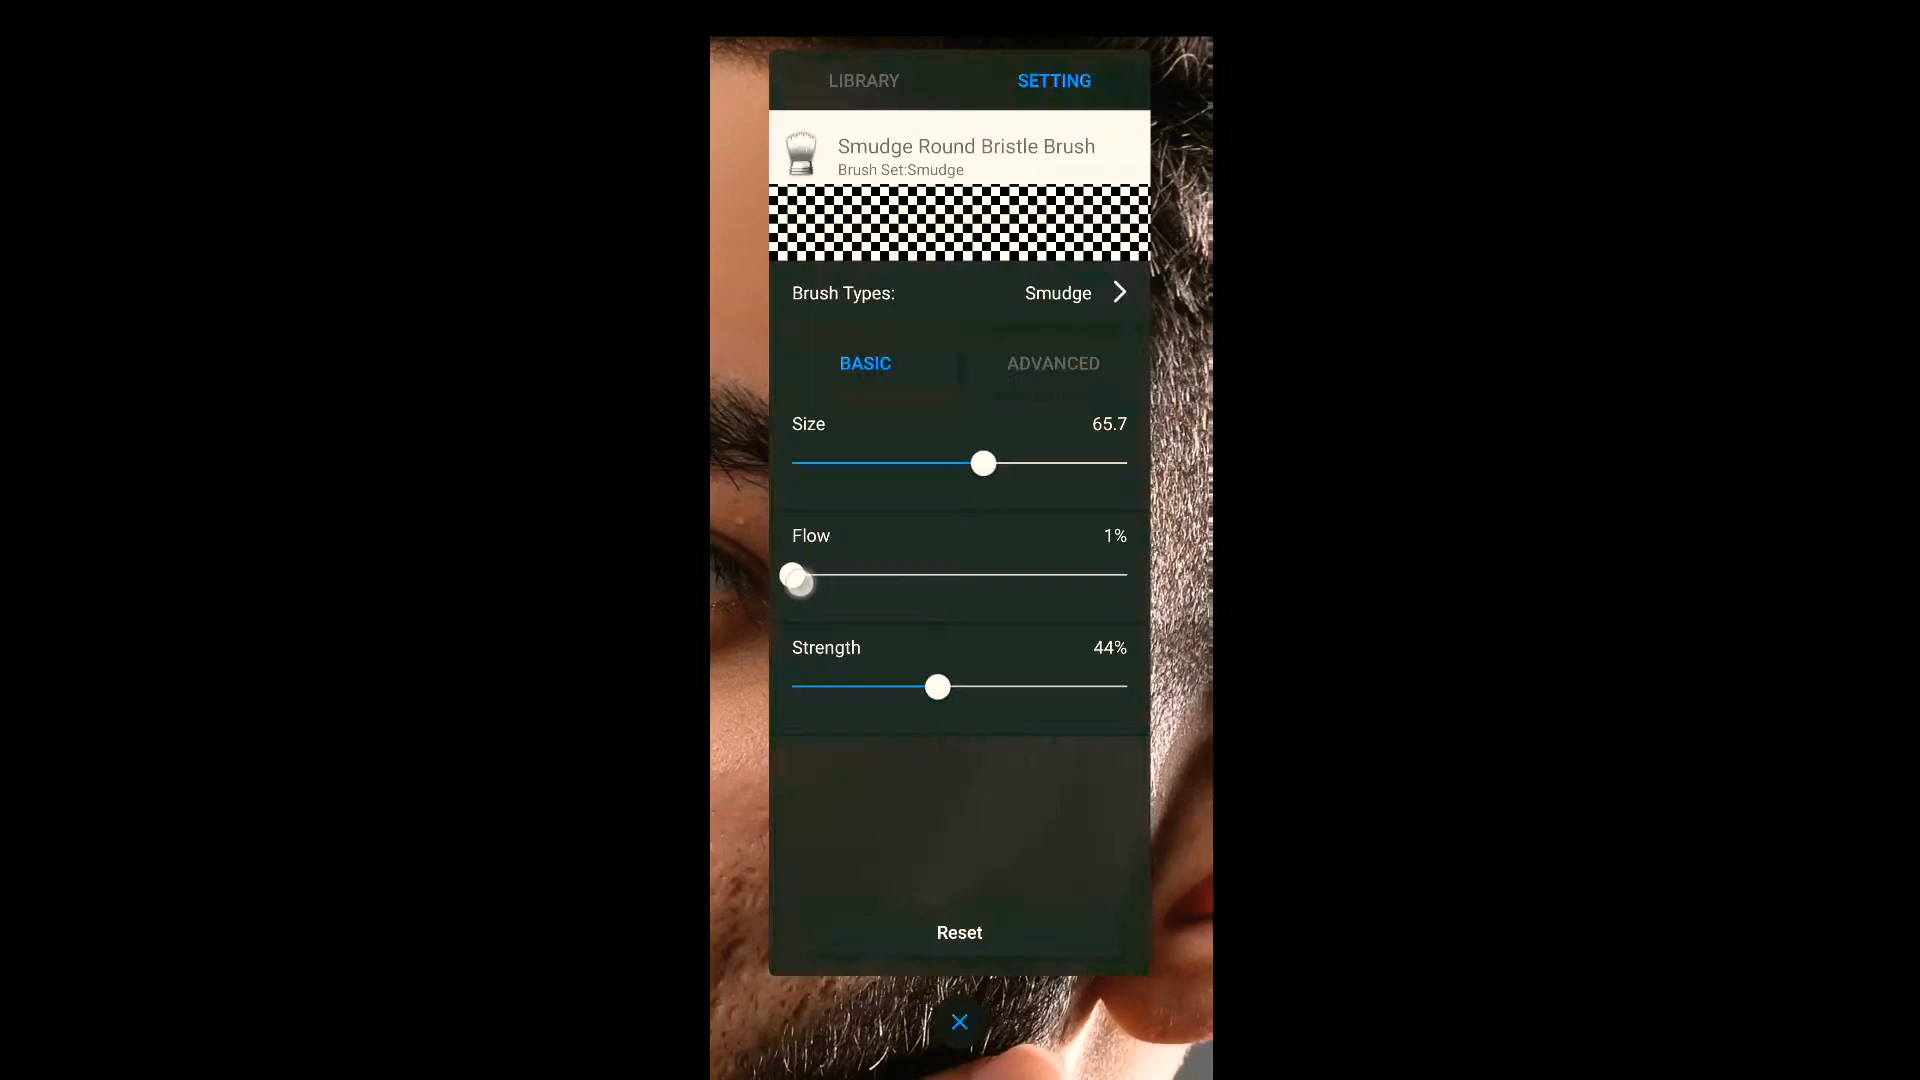 LIBRARY SETTING
Smudge Round Bristle Brush
Brush Set:Smudge
Brush Types: Smudge
BASIC ADVANCED
Size 65.7
Flow 1%
Strength 44%
Reset